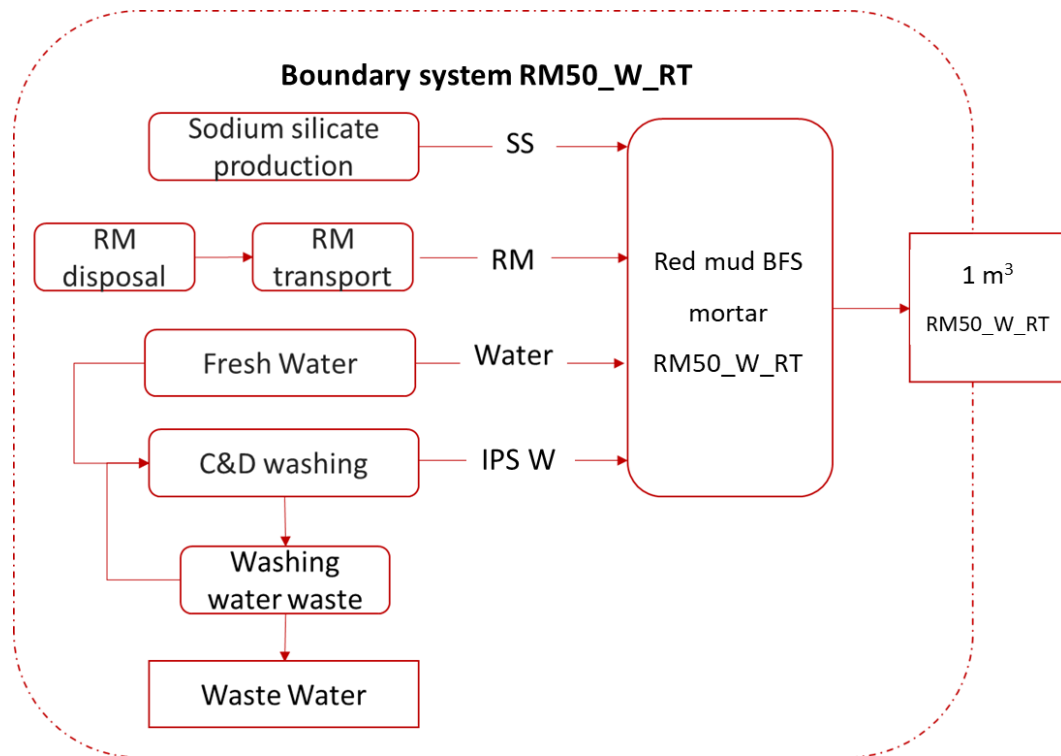 Boundary system RM50_W_RT
Sodium silicate
production
SS
RM
disposal
RM
transport
RM
Fresh Water
Water
C&D washing
IPS W
Washing
water waste
Waste Water
Red mud BFS
mortar
RM50_W_RT
1 m³
RM50_W_RT